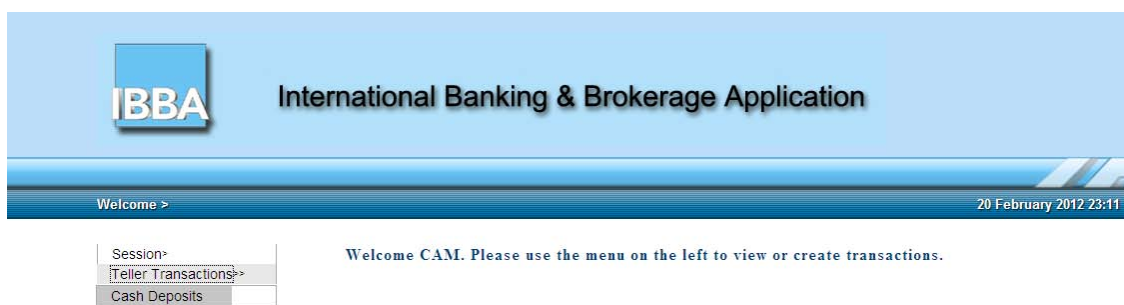 IBBA
International Banking & Brokerage Application
Welcome >
20 February 2012 23:11
Session>
Welcome CAM. Please use the menu on the left to view or create transactions.
Teller Transactions>>
Cash Deposits